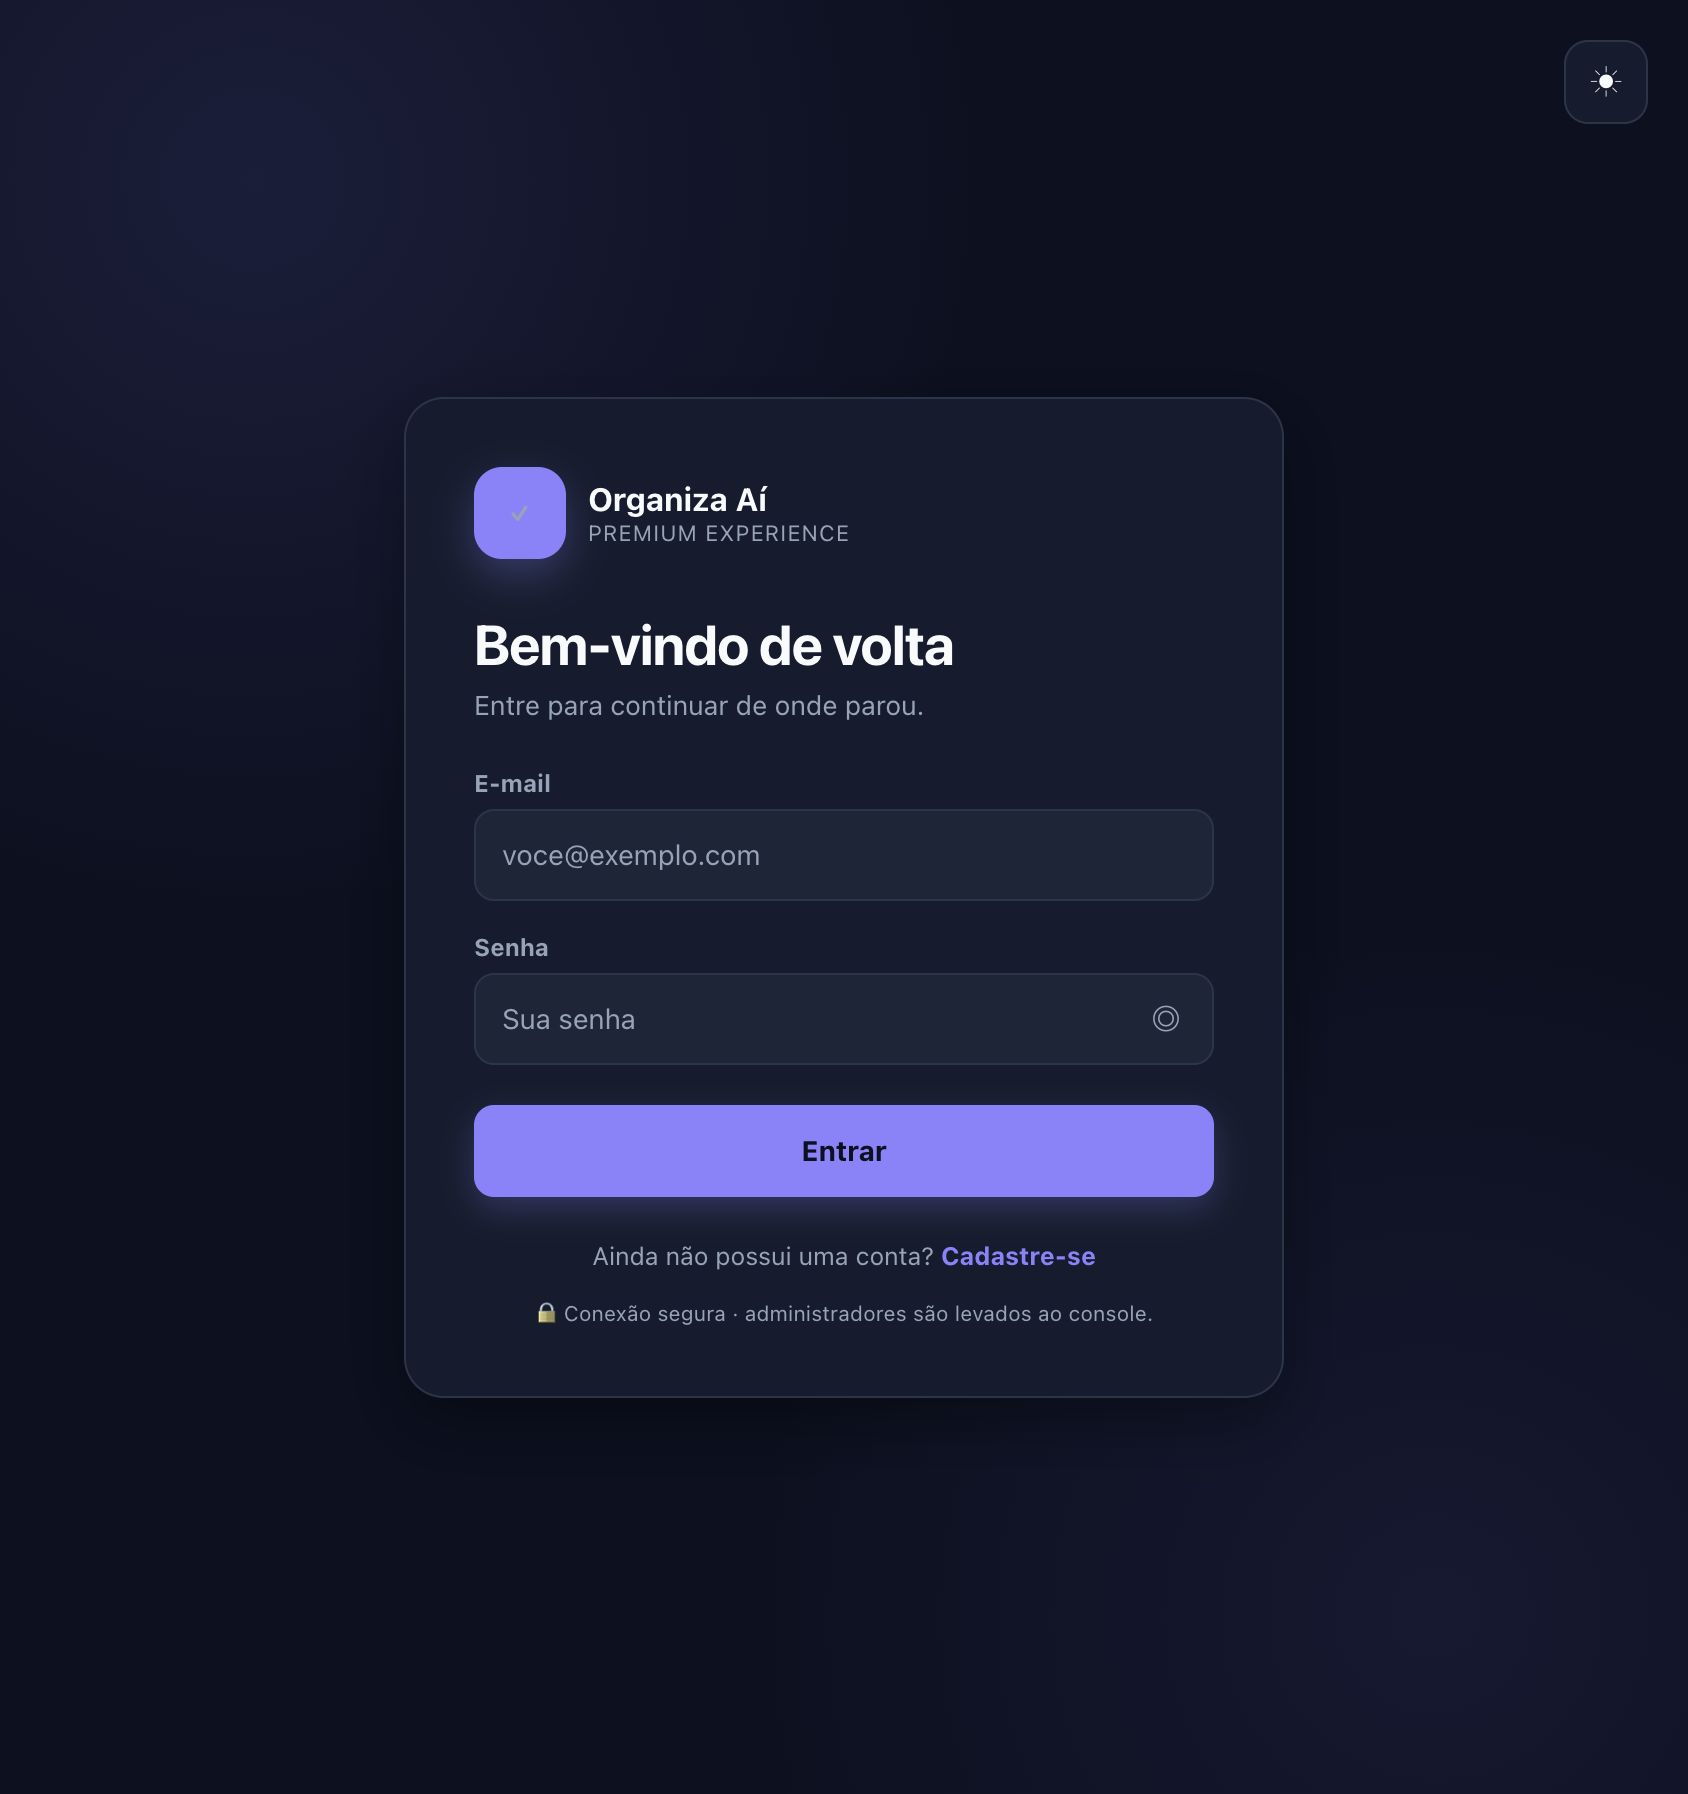 Organiza Aí
PREMIUM EXPERIENCE
Bem-vindo de volta
Entre para continuar de onde parou.
E-mail
voce@exemplo.com
Senha
Sua senha
Entrar
Ainda não possui uma conta? Cadastre-se
🔒 Conexão segura · administradores são levados ao console.